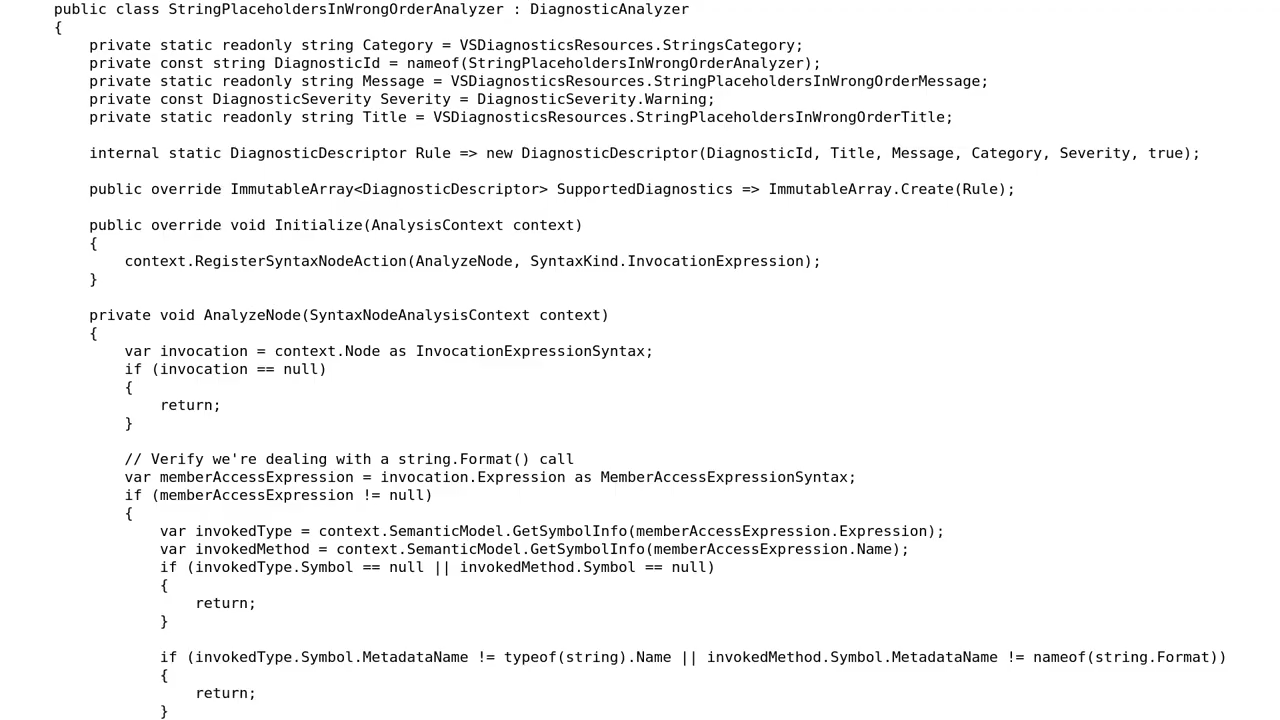 public class StringPlaceholdersInWrongOrderAnalyzer : DiagnosticAnalyzer
{
    private static readonly string Category = VSDiagnosticsResources.StringsCategory;
    private const string DiagnosticId = nameof(StringPlaceholdersInWrongOrderAnalyzer);
    private static readonly string Message = VSDiagnosticsResources.StringPlaceholdersInWrongOrderMessage;
    private const DiagnosticSeverity Severity = DiagnosticSeverity.Warning;
    private static readonly string Title = VSDiagnosticsResources.StringPlaceholdersInWrongOrderTitle;

    internal static DiagnosticDescriptor Rule => new DiagnosticDescriptor(DiagnosticId, Title, Message, Category, Severity, true);

    public override ImmutableArray<DiagnosticDescriptor> SupportedDiagnostics => ImmutableArray.Create(Rule);

    public override void Initialize(AnalysisContext context)
    {
        context.RegisterSyntaxNodeAction(AnalyzeNode, SyntaxKind.InvocationExpression);
    }

    private void AnalyzeNode(SyntaxNodeAnalysisContext context)
    {
        var invocation = context.Node as InvocationExpressionSyntax;
        if (invocation == null)
        {
            return;
        }

        // Verify we're dealing with a string.Format() call
        var memberAccessExpression = invocation.Expression as MemberAccessExpressionSyntax;
        if (memberAccessExpression != null)
        {
            var invokedType = context.SemanticModel.GetSymbolInfo(memberAccessExpression.Expression);
            var invokedMethod = context.SemanticModel.GetSymbolInfo(memberAccessExpression.Name);
            if (invokedType.Symbol == null || invokedMethod.Symbol == null)
            {
                return;
            }

            if (invokedType.Symbol.MetadataName != typeof(string).Name || invokedMethod.Symbol.MetadataName != nameof(string.Format))
            {
                return;
            }